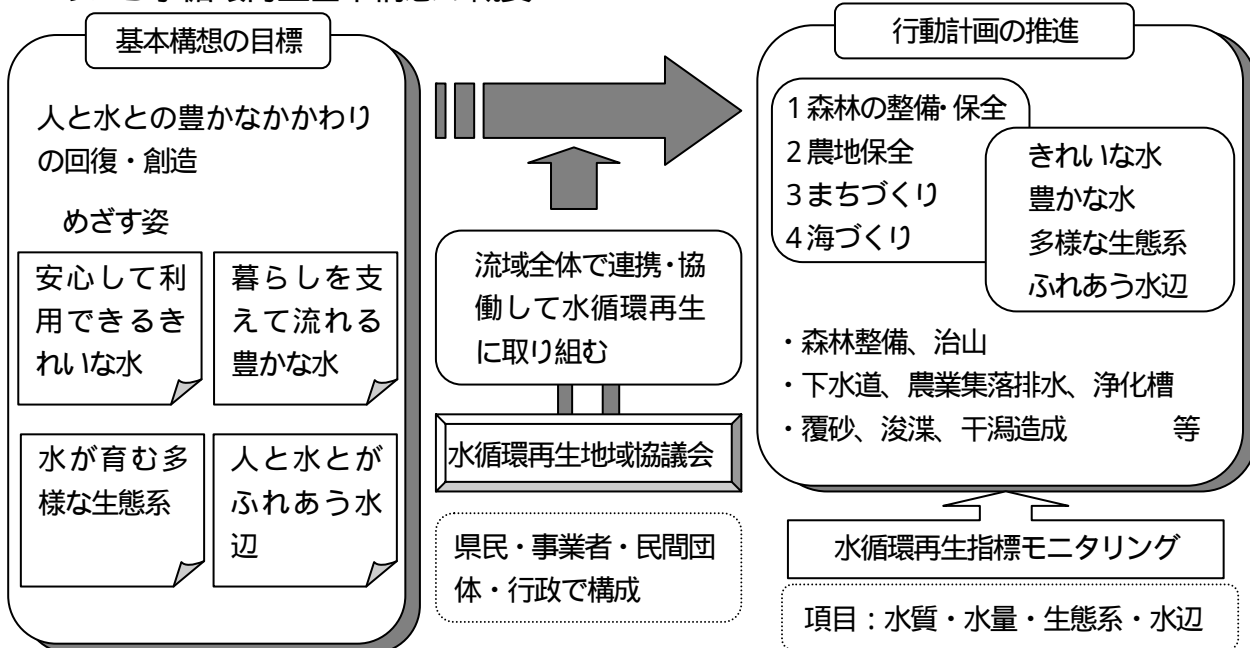 基本構想の目標
人と水との豊かなかかわり
の回復・創造
めざす姿
安心して利
用できるき
れいな水
暮らしを支
えて流れる
豊かな水
水が育む多
様な生態系
人と水とが
ふれあう水
辺
流域全体で連携・協
働して水循環再生
に取り組む
水循環再生地域協議会
県民・事業者・民間団
体・行政で構成
行動計画の推進
1 森林の整備・保全
2 農地保全
3 まちづくり
4 海づくり
きれいな水
豊かな水
多様な生態系
ふれあう水辺
・森林整備、治山
・下水道、農業集落排水、浄化槽
・覆砂、浚渫、干潟造成 等
水循環再生指標モニタリング
項目：水質・水量・生態系・水辺